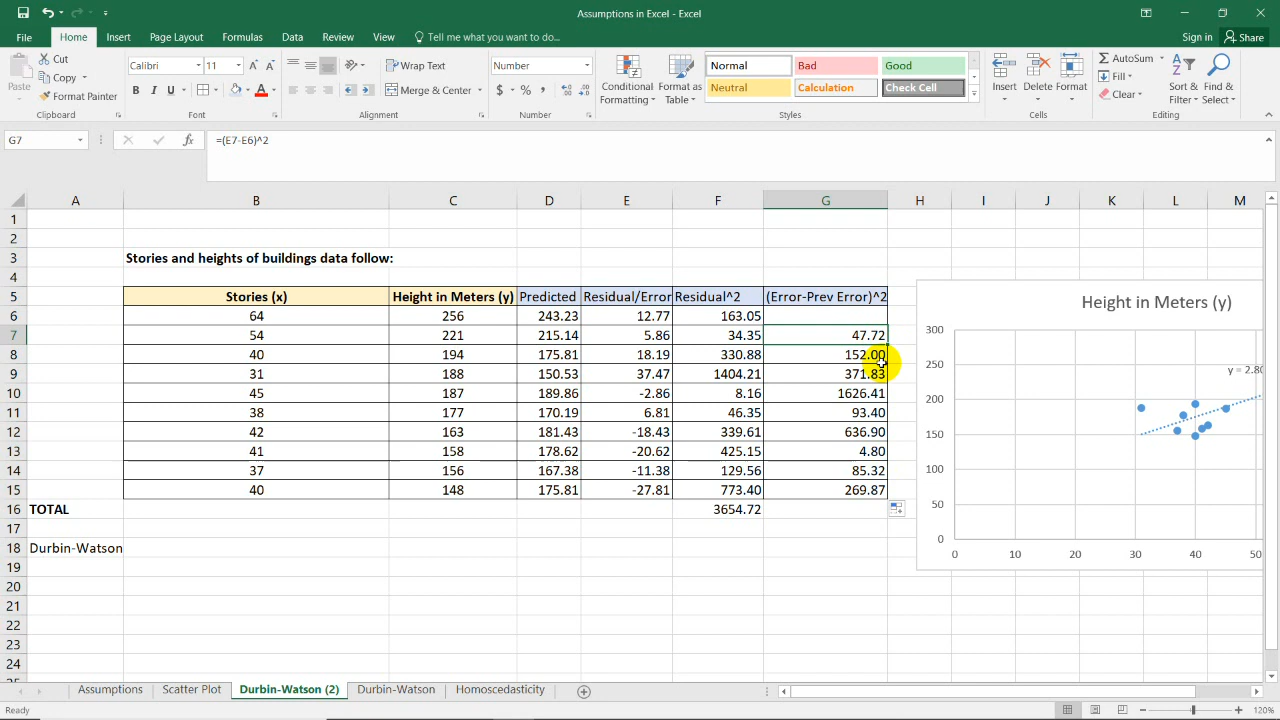 Assumptions in Excel - Excel
File Home Insert Page Layout Formulas Data Review View Tell me what you want to do... Sign in Share
Paste Cut Copy Format Painter
Calibri 11 Wrap Text Merge & Center Number
B I U A $ % ,
Conditional Formatting Format as Table
Normal Bad Good
Neutral Calculation Check Cell
Insert Delete Format
AutoSum Fill Clear Sort & Filter Find & Select
Clipboard Font Alignment Number Styles Cells Editing
G7 fx =(E7-E6)^2
A B C D E F G H I J K L M
1
2
3 Stories and heights of buildings data follow:
4
5 Stories (x) Height in Meters (y) Predicted Residual/Error Residual^2 (Error-Prev Error)^2
6 64 256 243.23 12.77 163.05
7 54 221 215.14 5.86 34.35 47.72
8 40 194 175.81 18.19 330.88 152.00
9 31 188 150.53 37.47 1404.21 371.83
10 45 187 189.86 -2.86 8.16 1626.41
11 38 177 170.19 6.81 46.35 93.40
12 42 163 181.43 -18.43 339.61 636.90
13 41 158 178.62 -20.62 425.15 4.80
14 37 156 167.38 -11.38 129.56 85.32
15 40 148 175.81 -27.81 773.40 269.87
16 TOTAL 3654.72
17
18 Durbin-Watson
19
20
21
22
23
24
Height in Meters (y)
300
250
y = 2.80
200
150
100
50
0
0 10 20 30 40 50
Assumptions Scatter Plot Durbin-Watson (2) Durbin-Watson Homoscedasticity
Ready 120%